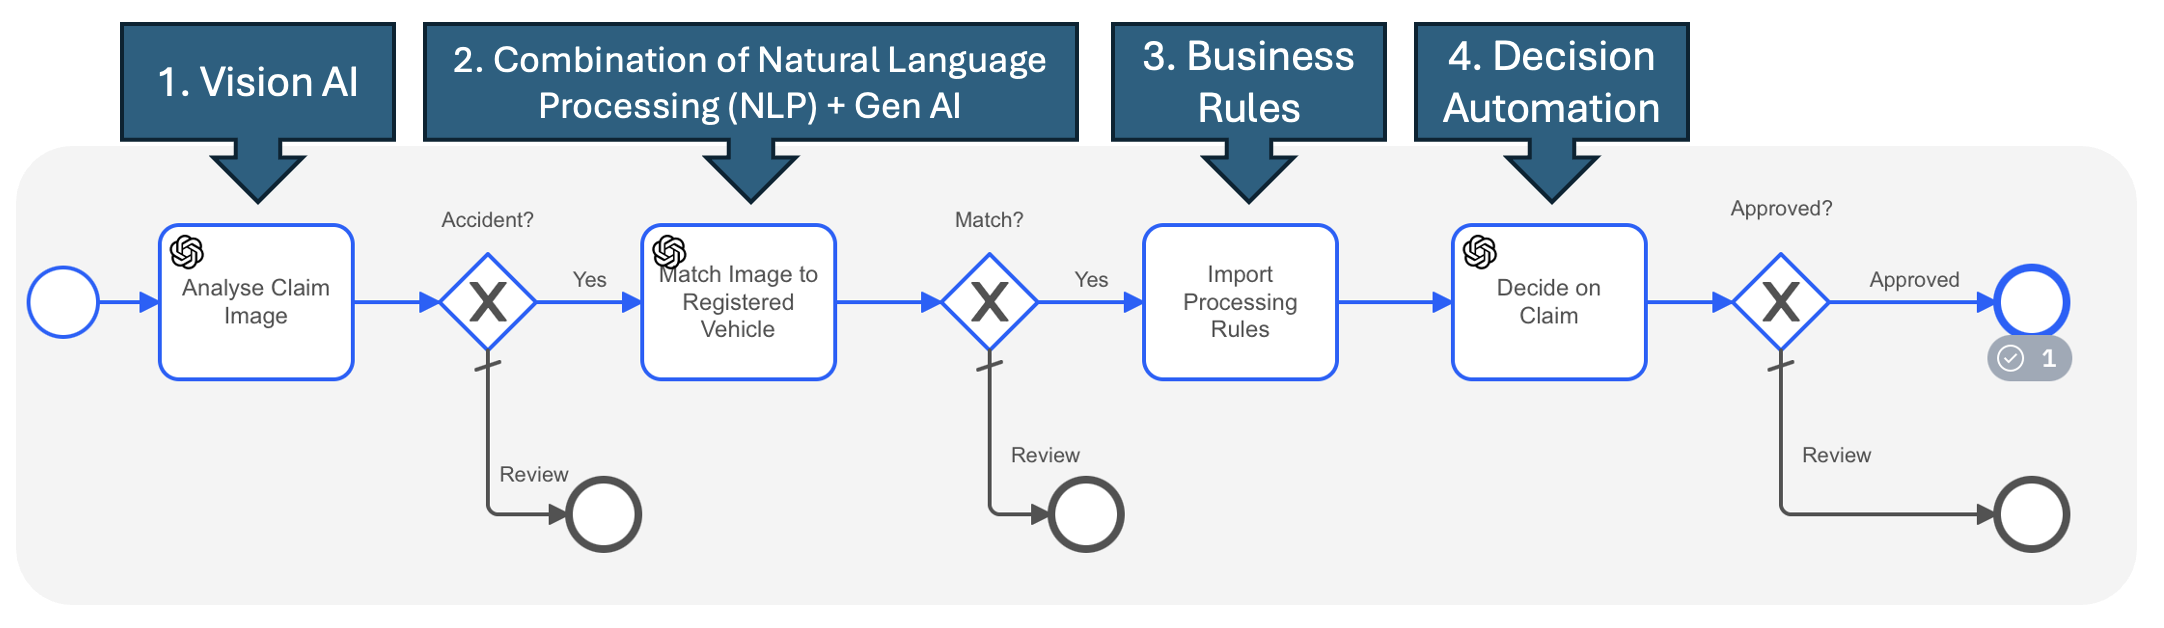 1. Vision AI
2. Combination of Natural Language
Processing (NLP) + Gen AI
3. Business
Rules
4. Decision
Automation
Accident?
Match?
Approved?
Analyse Claim
Image
X
Yes
Match Image to
Registered
Vehicle
X
Yes
Import
Processing
Rules
Decide on
Claim
X
Approved
1
Review
Review
Review